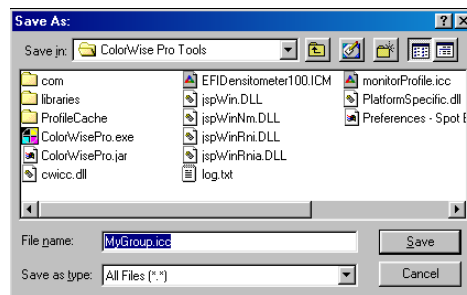 Save As:
Save in: ColorWise Pro Tools
com
libraries
ProfileCache
ColorWisePro.exe
ColorWisePro.jar
cwicc.dll
EFIDensitometer100.ICM
jspWin.DLL
jspWinNm.DLL
jspWinRni.DLL
jspWinRnia.DLL
log.txt
monitorProfile.icc
PlatformSpecific.dll
Preferences - Spot
File name: MyGroup.icc
Save
Save as type: All Files (*.*)
Cancel